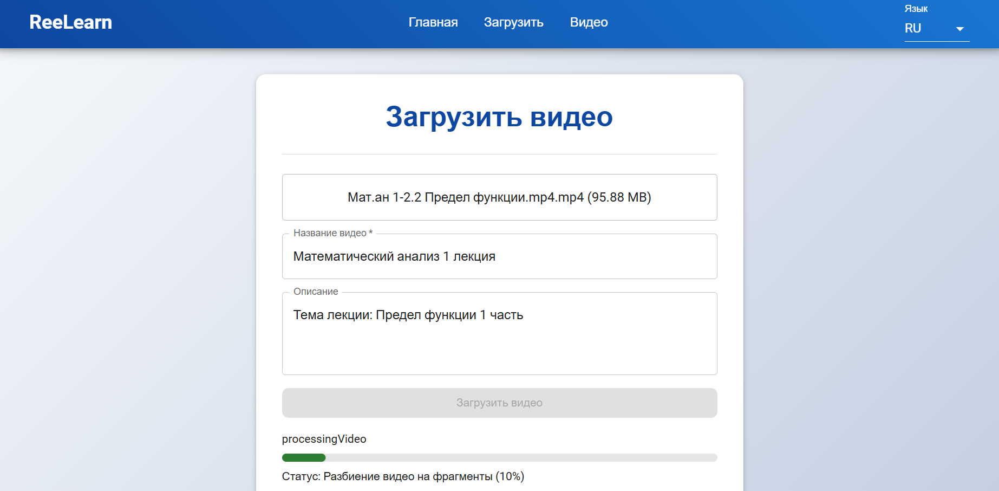 ReeLearn
Главная
Загрузить
Видео
Язык
RU
Загрузить видео
Мат.ан 1-2.2 Предел функции.mp4.mp4 (95.88 MB)
Название видео *
Математический анализ 1 лекция
Описание
Тема лекции: Предел функции 1 часть
Загрузить видео
processingVideo
Статус: Разбиение видео на фрагменты (10%)